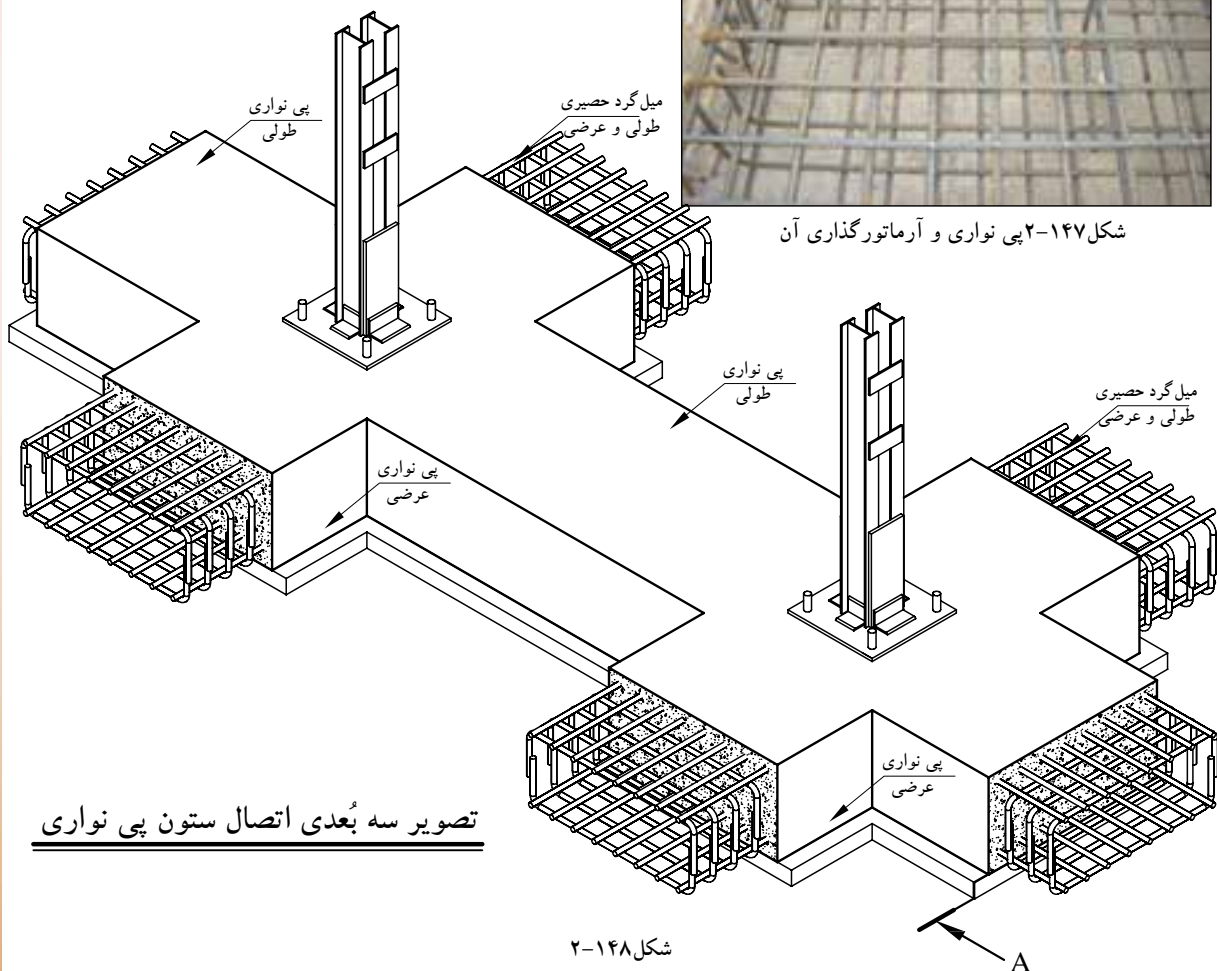 شکل۱۴۷-۲پی نواری و آرماتورگذاری آن
میل‌گرد حصیری
طولی و عرضی
پی نواری
طولی
پی نواری
طولی
میل‌گرد حصیری
طولی و عرضی
پی نواری
عرضی
پی نواری
عرضی
تصویر سه بُعدی اتصال ستون پی نواری
شکل۱۴۸-۲
A